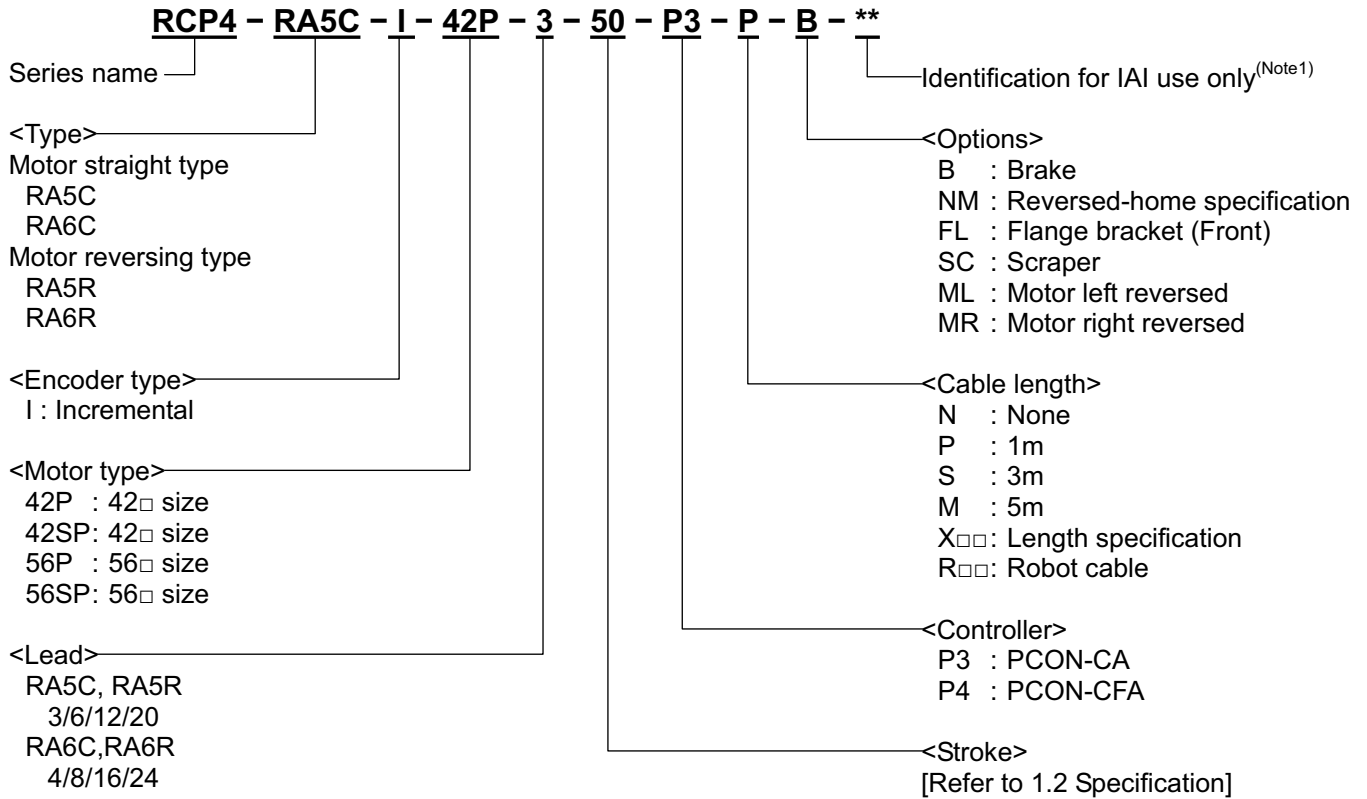 RCP4 − RA5C − I − 42P − 3 − 50 − P3 − P − B − **
Series name
<Type>
Motor straight type
RA5C
RA6C
Motor reversing type
RA5R
RA6R
<Encoder type>
I : Incremental
<Motor type>
42P : 42□ size
42SP: 42□ size
56P : 56□ size
56SP: 56□ size
<Lead>
RA5C, RA5R
3/6/12/20
RA6C,RA6R
4/8/16/24
Identification for IAI use only(Note1)
<Options>
B : Brake
NM : Reversed-home specification
FL : Flange bracket (Front)
SC : Scraper
ML : Motor left reversed
MR : Motor right reversed
<Cable length>
N : None
P : 1m
S : 3m
M : 5m
X□□: Length specification
R□□: Robot cable
<Controller>
P3 : PCON-CA
P4 : PCON-CFA
<Stroke>
[Refer to 1.2 Specification]